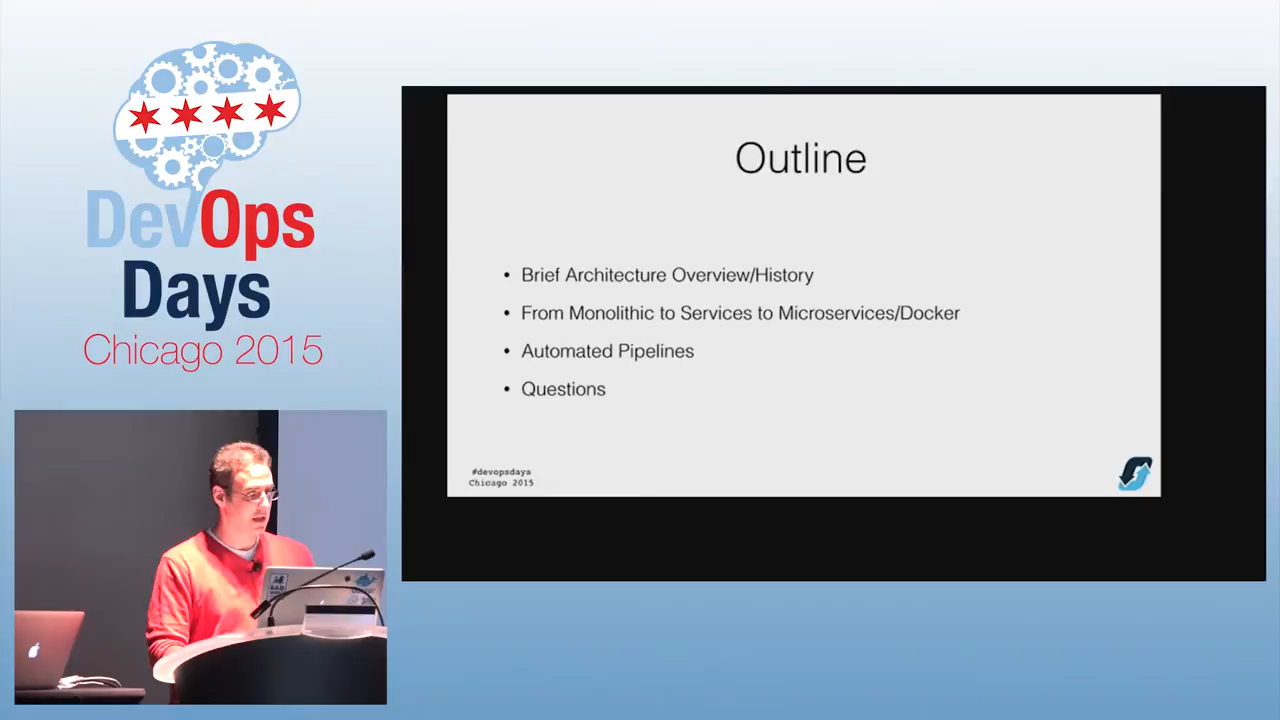 DevOps
Days
Chicago 2015
Outline
• Brief Architecture Overview/History
• From Monolithic to Services to Microservices/Docker
• Automated Pipelines
• Questions
#devopsdays
Chicago 2015